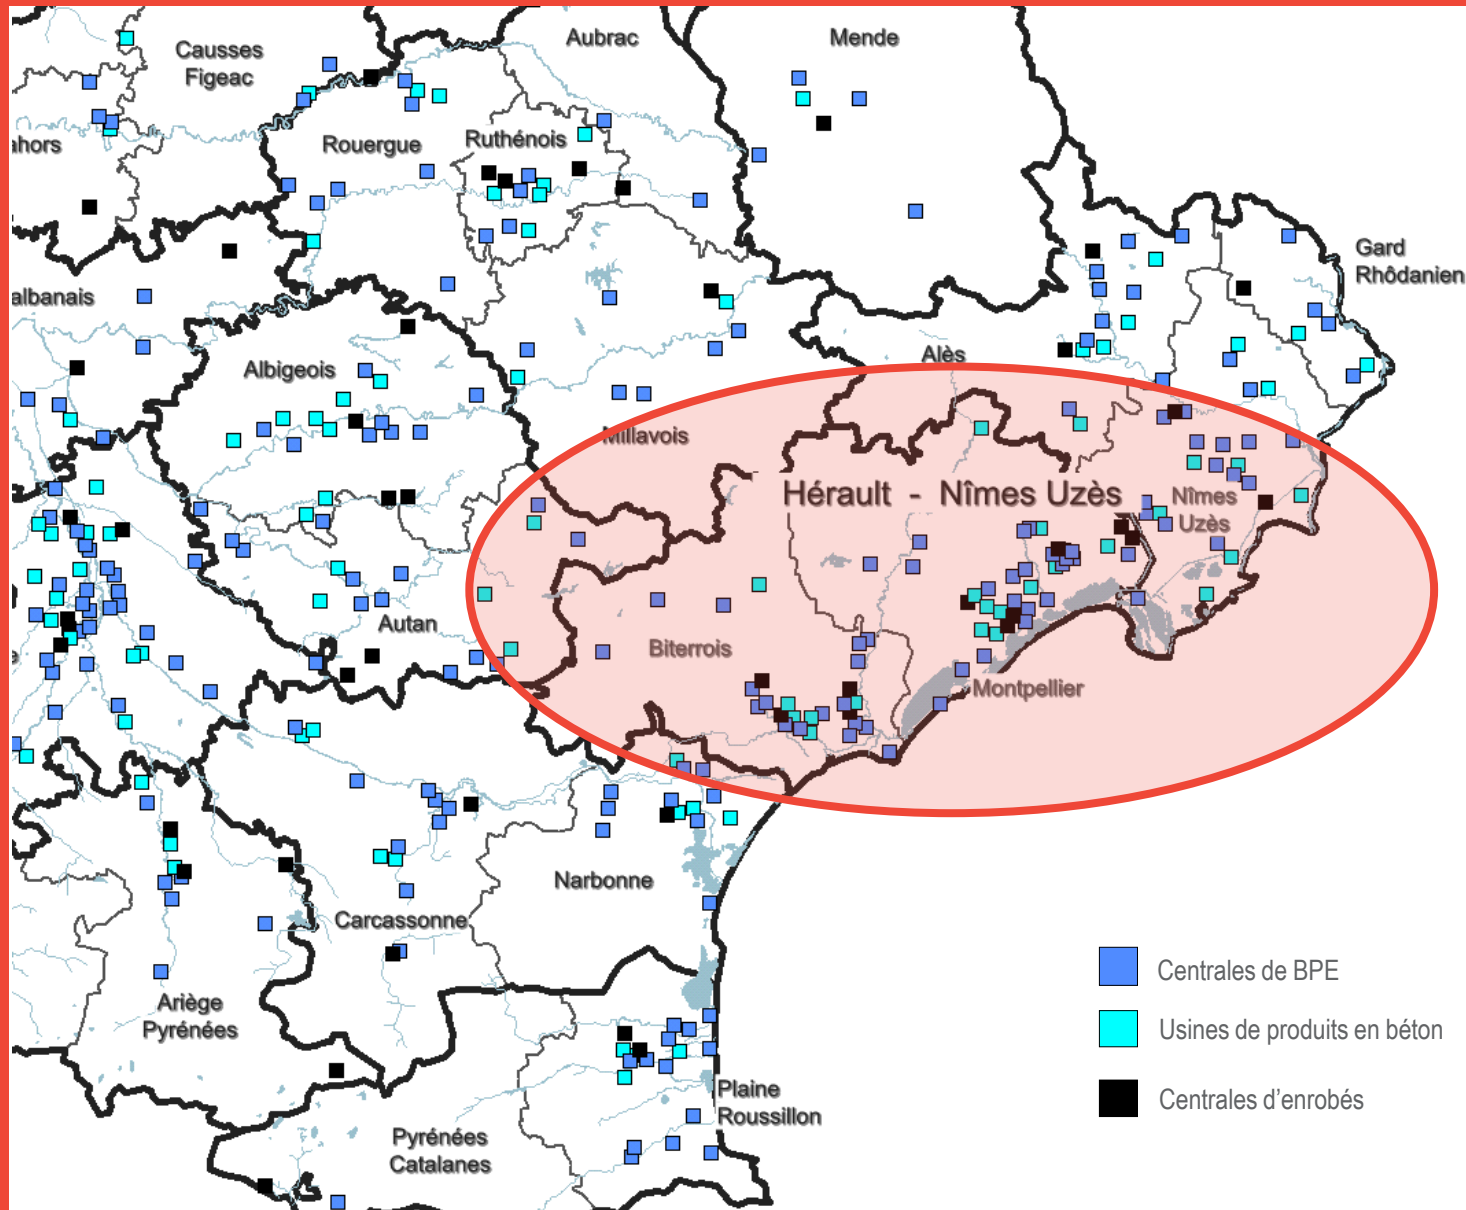 Aubrac
Mende
Causses
Figeac
ahors
Rouergue
Ruthénois
Gard
Rhôdanien
albanais
Alès
Albigeois
Millavois
Hérault - Nîmes Uzès
Nîmes
Uzès
Autan
Biterrois
Montpellier
Narbonne
Carcassonne
Centrales de BPE
Ariège
Pyrénées
Usines de produits en béton
Plaine
Roussillon
Centrales d'enrobés
Pyrénées
Catalanes